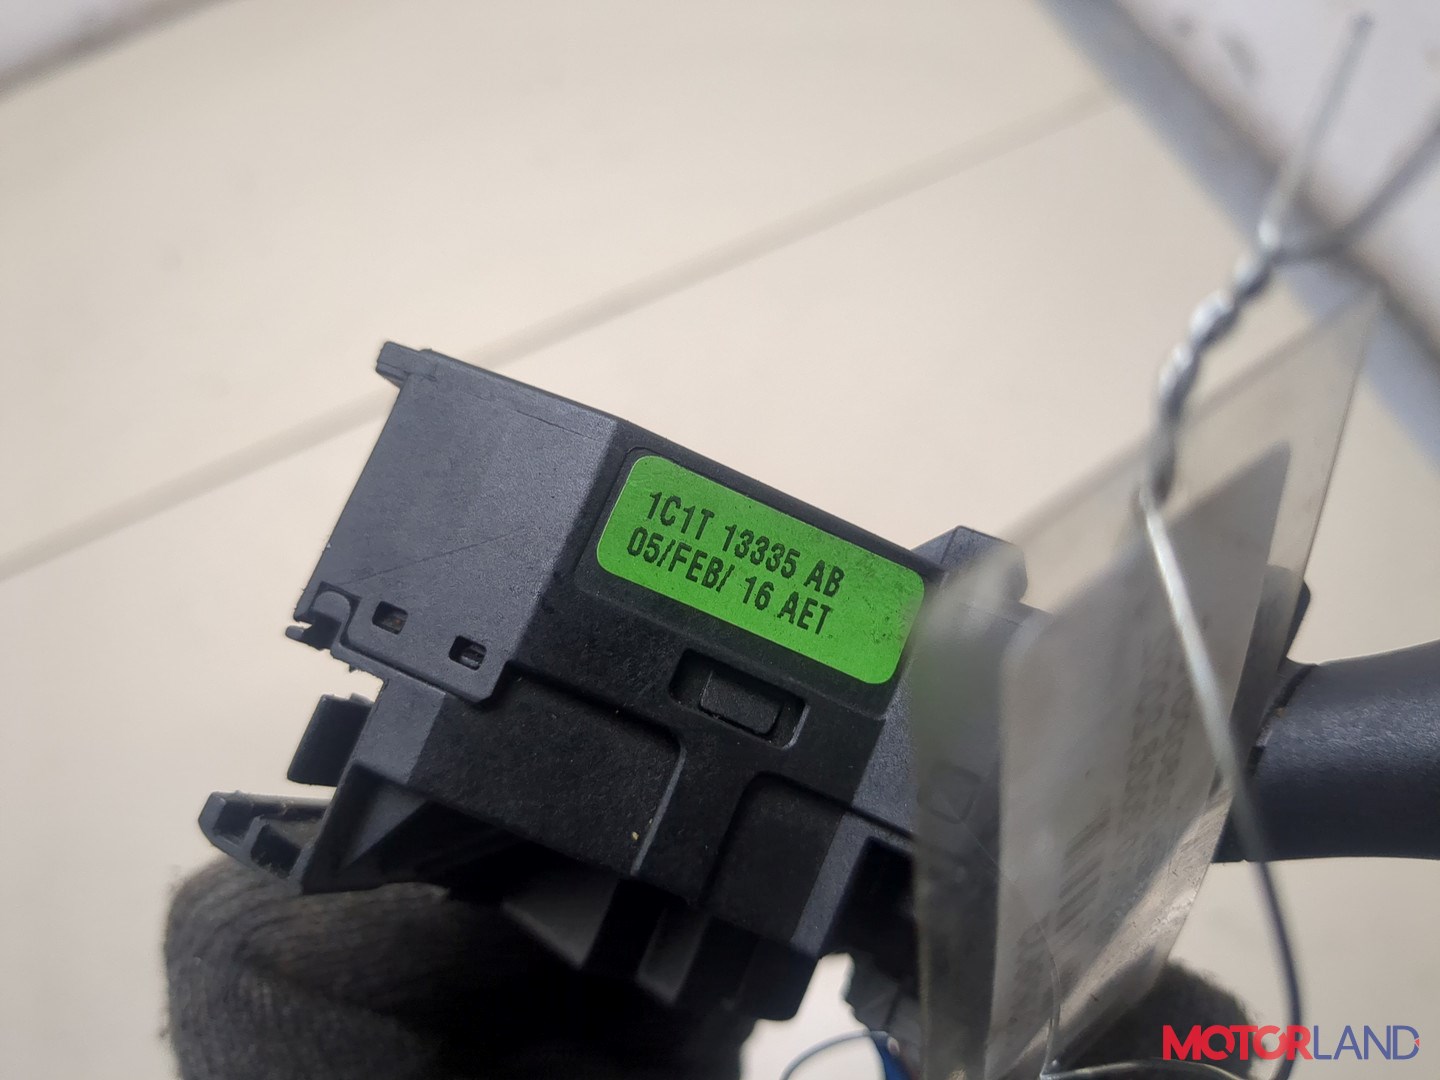 1C1T 13335 AB
05/FEB/ 16 AET
MOTORLAND